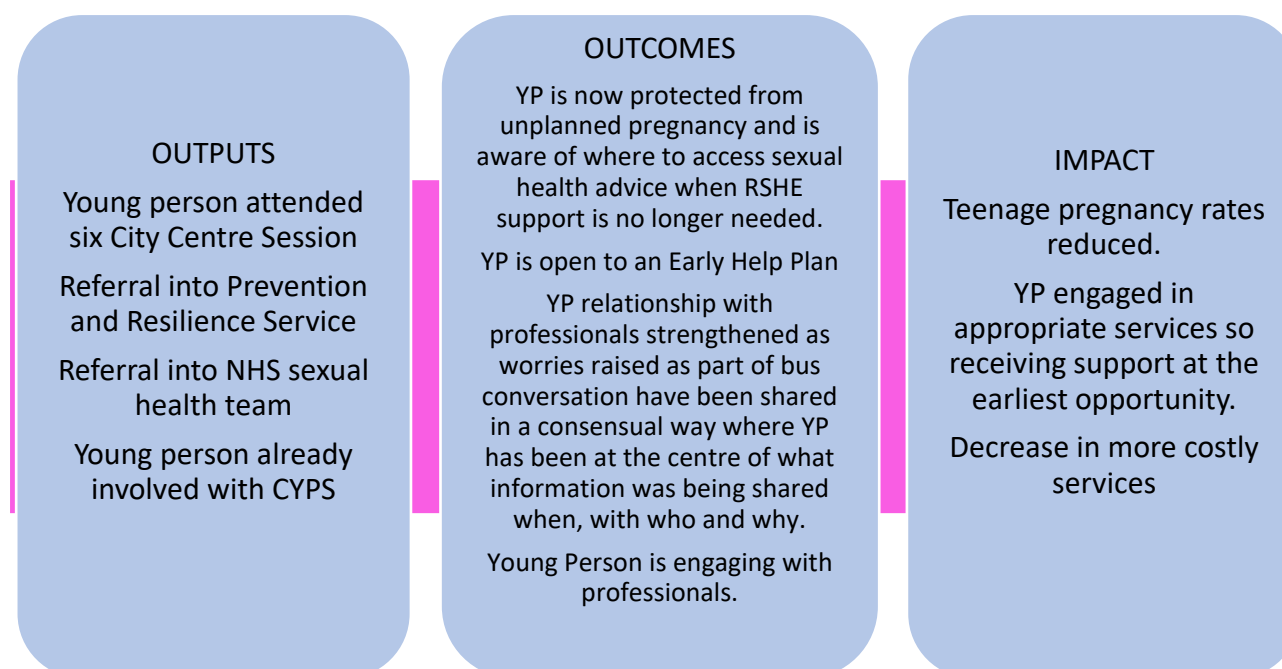 OUTPUTS
Young person attended
six City Centre Session
Referral into Prevention
and Resilience Service
Referral into NHS sexual
health team
Young person already
involved with CYPS
OUTCOMES
YP is now protected from
unplanned pregnancy and is
aware of where to access sexual
health advice when RSHE
support is no longer needed.
YP is open to an Early Help Plan
YP relationship with
professionals strengthened as
worries raised as part of bus
conversation have been shared
in a consensual way where YP
has been at the centre of what
information was being shared
when, with who and why.
Young Person is engaging with
professionals.
IMPACT
Teenage pregnancy rates
reduced.
YP engaged in
appropriate services so
receiving support at the
earliest opportunity.
Decrease in more costly
services